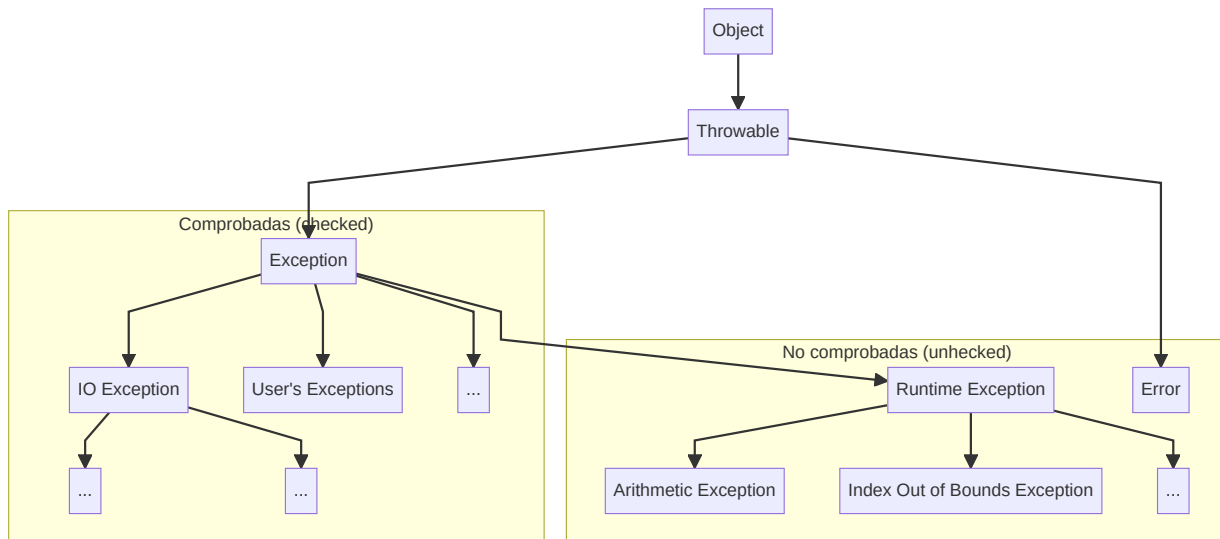 Object
Throwable
Comprobadas (checked)
Exception
No comprobadas (unhecked)
IO Exception
User's Exceptions
...
Runtime Exception
Error
...
...
Arithmetic Exception
Index Out of Bounds Exception
...